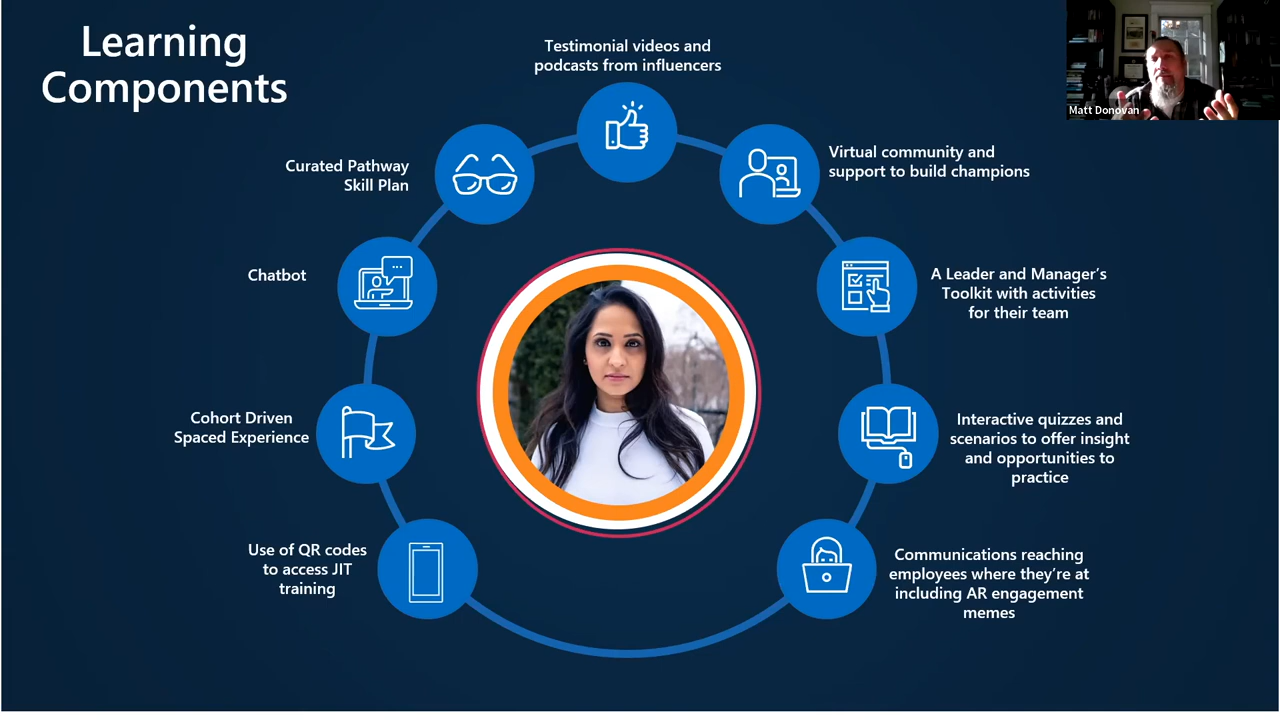 Learning
Components
Testimonial videos and
podcasts from influencers
Matt Donovan
Virtual community and
support to build champions
Curated Pathway
Skill Plan
Chatbot
A Leader and Manager's
Toolkit with activities
for their team
Cohort Driven
Spaced Experience
Interactive quizzes and
scenarios to offer insight
and opportunities to
practice
Use of QR codes
to access JIT
training
Communications reaching
employees where they're at
including AR engagement
memes